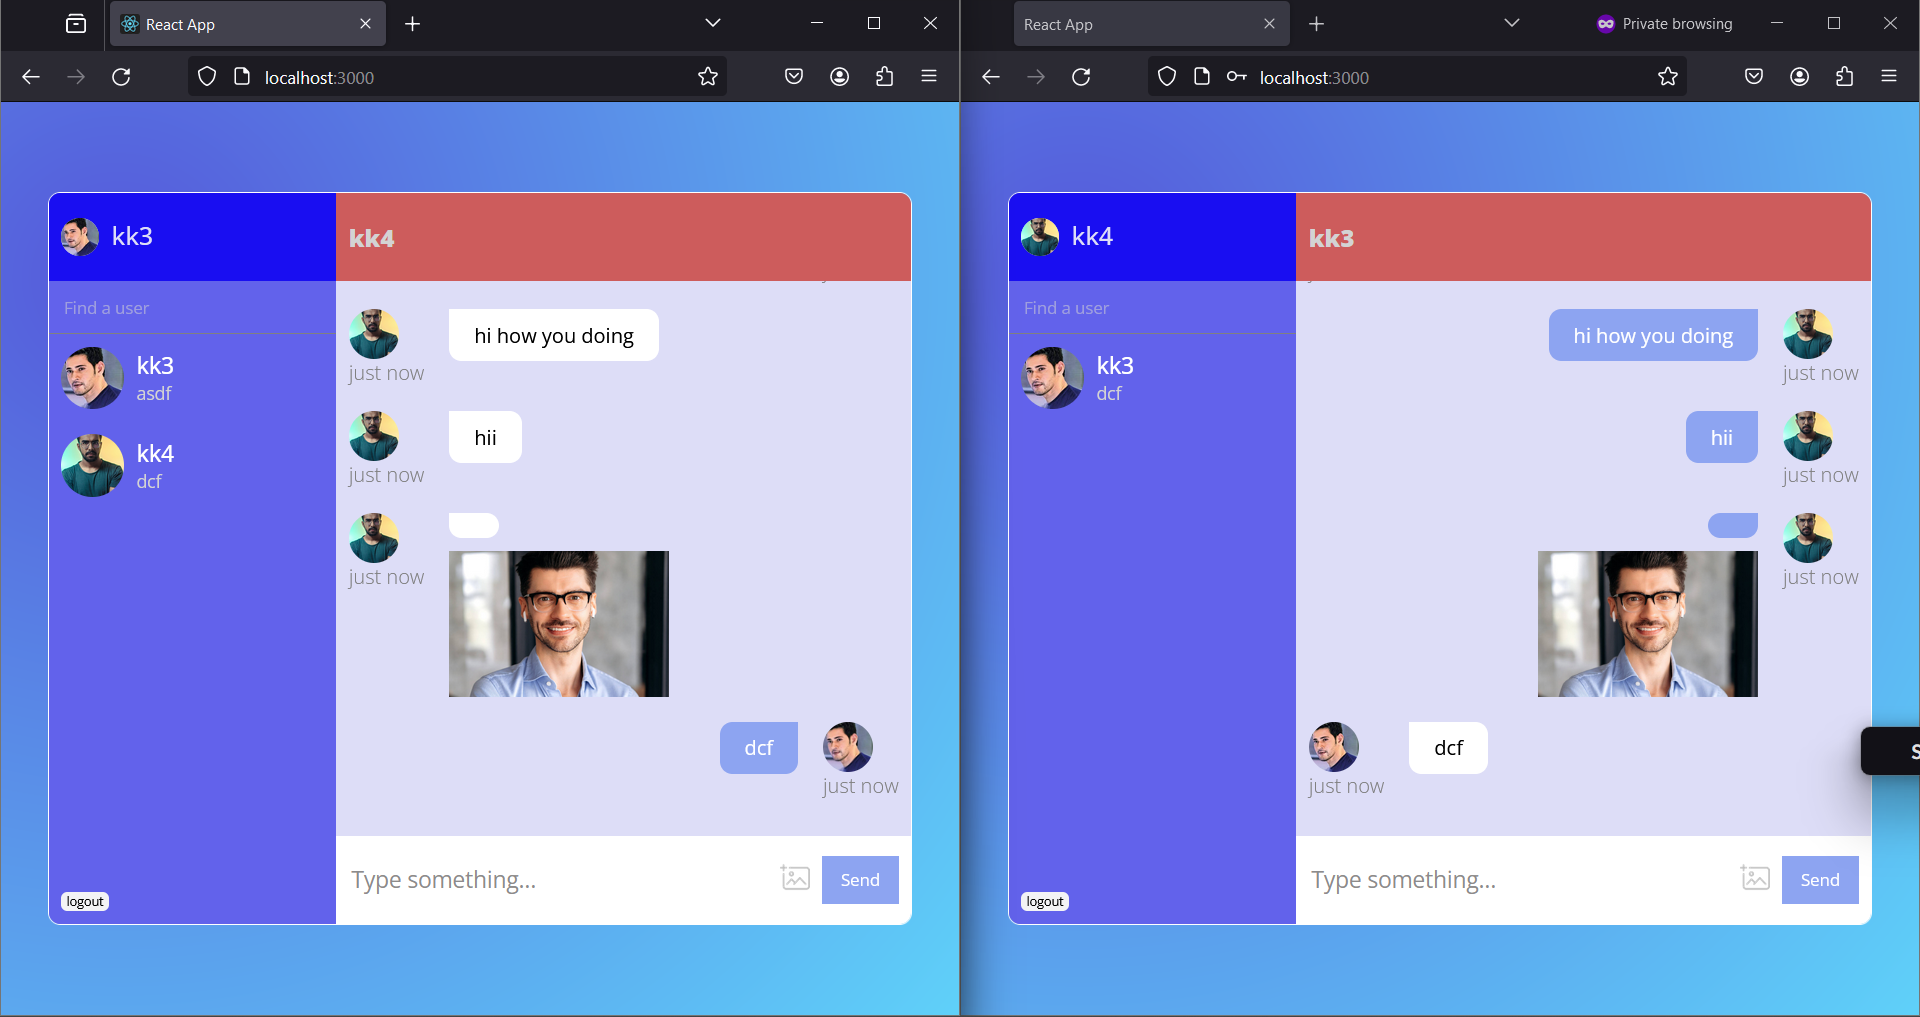 React App
localhost:3000
kk3
kk4
Find a user
kk3
asdf
kk4
dcf
hi how you doing
just now
hii
just now
just now
dcf
just now
Type something...
Send
logout
React App
Private browsing
localhost:3000
kk4
kk3
Find a user
kk3
dcf
hi how you doing
just now
hii
just now
just now
dcf
just now
Type something...
Send
logout